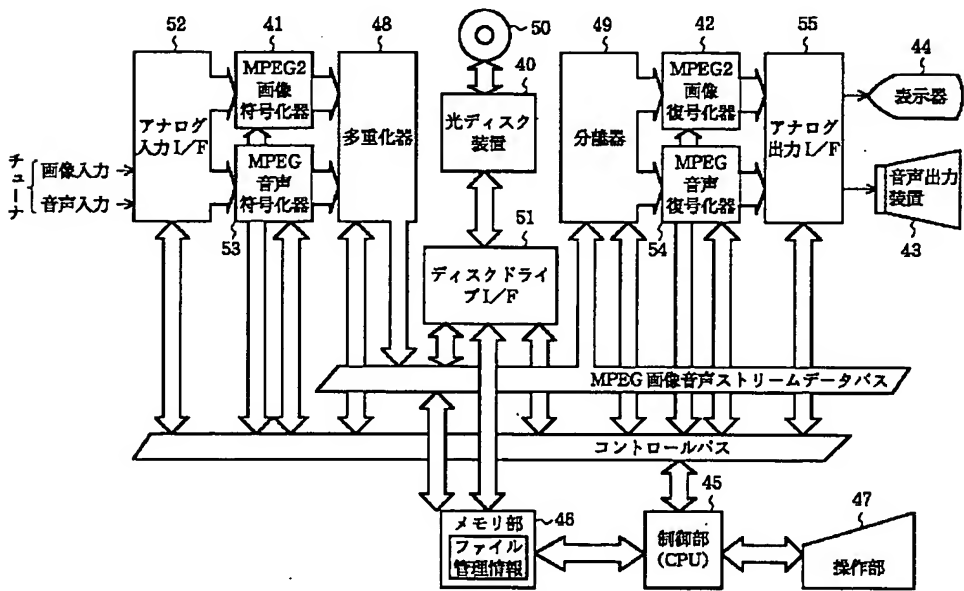 52
41
48
50
49
42
55
44
40
MPEG2
画像
符号化器
MPEG2
画像
復号化器
表示器
アナログ
入力I/F
多重化器
光ディスク
装置
分離器
アナログ
出力I/F
チューナ
画像入力
音声入力
MPEG
音声
符号化器
MPEG
音声
復号化器
音声出力
装置
53
51
54
43
ディスクドライ
ブI/F
MPEG 画像音声ストリームデータバス
コントロールバス
45
47
メモリ部
46
ファイル
管理情報
制御部
(CPU)
操作部